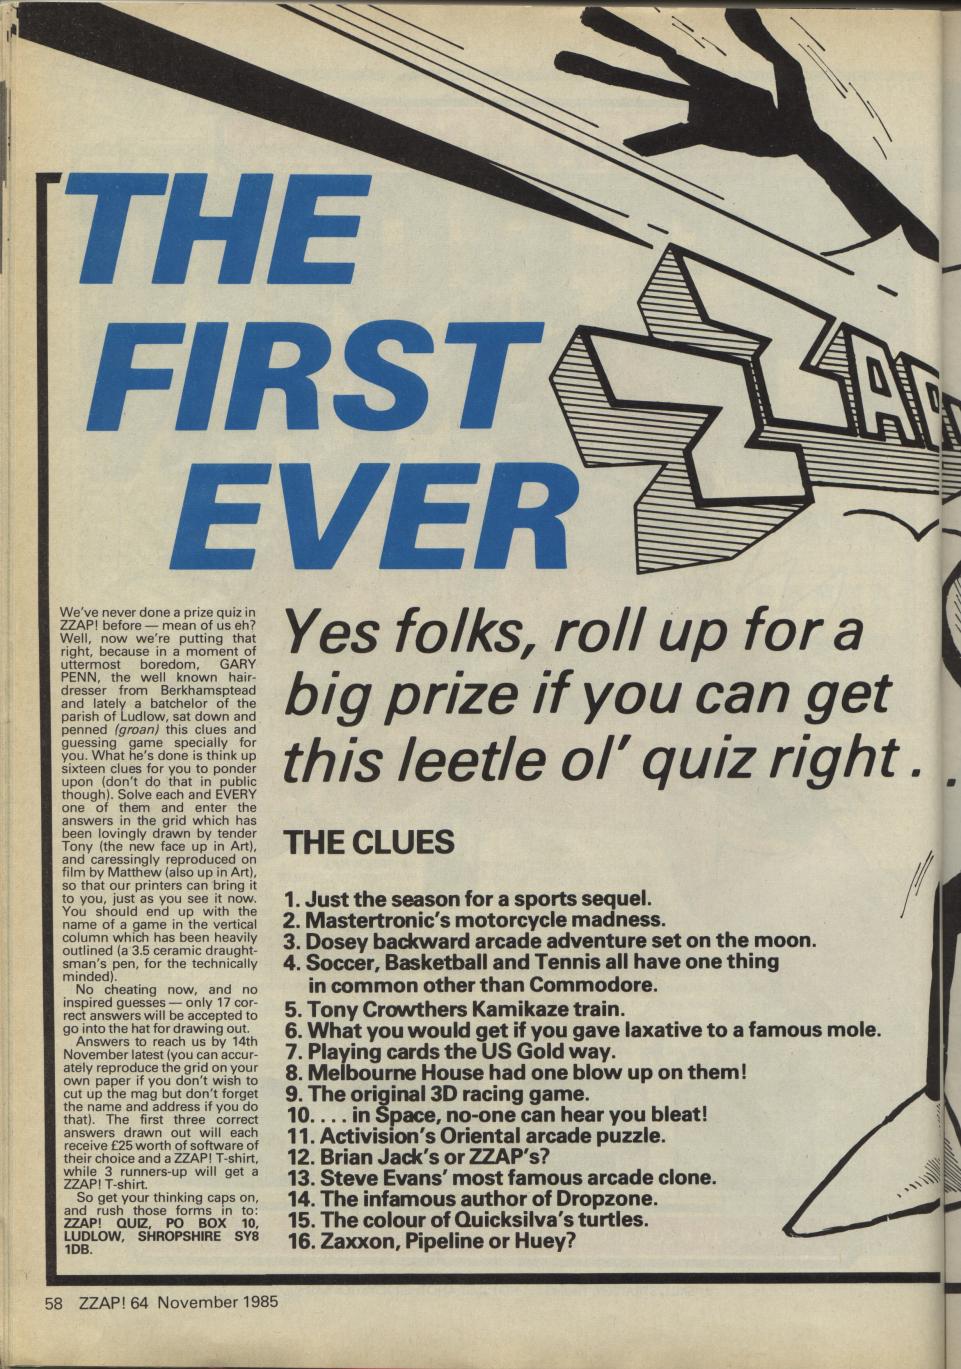 THE
FIRST
EVER
ZZAP
We've never done a prize quiz in
ZZAP! before — mean of us eh?
Well, now we're putting that
right, because in a moment of
uttermost boredom, GARY
PENN, the well known hair-
dresser from Berkhampstead
and lately a batchelor of the
parish of Ludlow, sat down and
penned (groan) this clues and
guessing game specially for
you. What he's done is think up
sixteen clues for you to ponder
upon (don't do that in public
though). Solve each and EVERY
one of them and enter the
answers in the grid which has
been lovingly drawn by tender
Tony (the new face up in Art),
and caressingly reproduced on
film by Matthew (also up in Art),
so that our printers can bring it
to you, just as you see it now.
You should end up with the
name of a game in the vertical
column which has been heavily
outlined (a 3.5 ceramic draught-
sman's pen, for the technically
minded).
No cheating now, and no
inspired guesses — only 17 cor-
rect answers will be accepted to
go into the hat for drawing out.
Answers to reach us by 14th
November latest (you can accur-
ately reproduce the grid on your
own paper if you don't wish to
cut up the mag but don't forget
the name and address if you do
that). The first three correct
answers drawn out will each
receive £25 worth of software of
their choice and a ZZAP! T-shirt,
while 3 runners-up will get a
ZZAP! T-shirt.
So get your thinking caps on,
and rush those forms in to:
ZZAP! QUIZ, PO BOX 10,
LUDLOW, SHROPSHIRE SY8
1DB.
Yes folks, roll up for a
big prize if you can get
this leetle ol' quiz right . .
THE CLUES
1. Just the season for a sports sequel.
2. Mastertronic's motorcycle madness.
3. Dosey backward arcade adventure set on the moon.
4. Soccer, Basketball and Tennis all have one thing
in common other than Commodore.
5. Tony Crowthers Kamikaze train.
6. What you would get if you gave laxative to a famous mole.
7. Playing cards the US Gold way.
8. Melbourne House had one blow up on them!
9. The original 3D racing game.
10. . . . in Space, no-one can hear you bleat!
11. Activision's Oriental arcade puzzle.
12. Brian Jack's or ZZAP's?
13. Steve Evans' most famous arcade clone.
14. The infamous author of Dropzone.
15. The colour of Quicksilva's turtles.
16. Zaxxon, Pipeline or Huey?
58 ZZAP! 64 November 1985